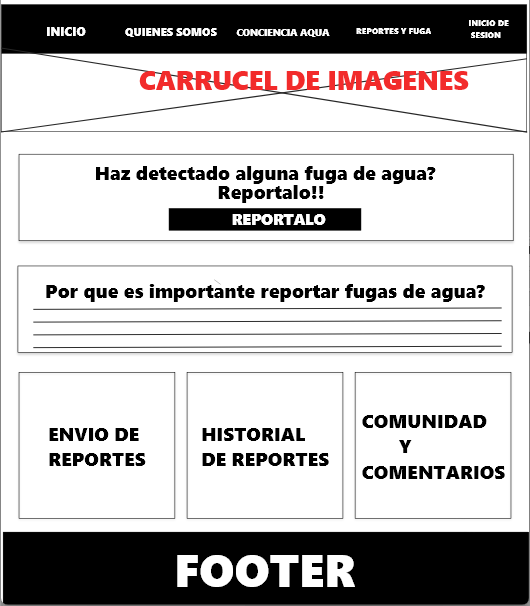 INICIO
QUIENES SOMOS
CONCIENCIA AQUA
REPORTES Y FUGA
INICIO DE
SESION
CARRUCEL DE IMAGENES
Haz detectado alguna fuga de agua?
Reportalo!!
REPORTALO
Por que es importante reportar fugas de agua?
ENVIO DE
REPORTES
HISTORIAL
DE REPORTES
COMUNIDAD
Y
COMENTARIOS
FOOTER